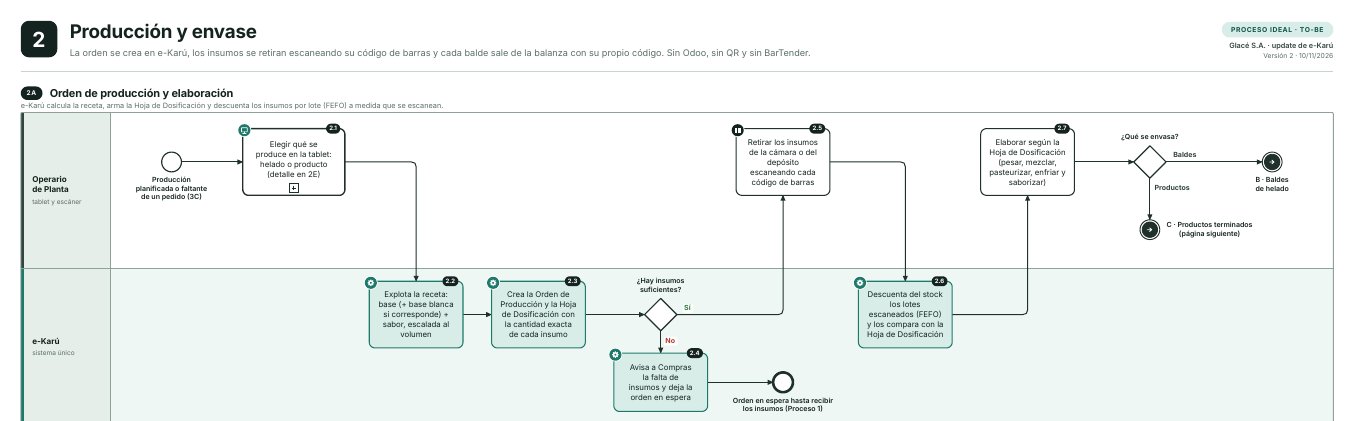 2
Producción y envase
La orden se crea en e-Karú, los insumos se retiran escaneando su código de barras y cada balde sale de la balanza con su propio código. Sin Odoo, sin QR y sin BarTender.
PROCESO IDEAL · TO-BE
Glacé S.A. · update de e-Karú
Versión 2 · 10/11/2026
2A
Orden de producción y elaboración
e-Karú calcula la receta, arma la Hoja de Dosificación y descuenta los insumos por lote (FEFO) a medida que se escanean.
Operario
de Planta
tablet y escáner
Producción
planificada o faltante
de un pedido (3C)
2.1
Elegir qué se
produce en la tablet:
helado o producto
(detalle en 2E)
2.5
Retirar los insumos
de la cámara o del
depósito
escaneando cada
código de barras
2.7
Elaborar según la
Hoja de Dosificación
(pesar, mezclar,
pasteurizar, enfriar y
saborizar)
¿Qué se envasa?
Baldes
B · Baldes
de helado
Productos
C · Productos terminados
(página siguiente)
e-Karú
sistema único
2.2
Explota la receta:
base (+ base blanca
si corresponde) +
sabor, escalada al
volumen
2.3
Crea la Orden de
Producción y la Hoja
de Dosificación con
la cantidad exacta
de cada insumo
¿Hay insumos
suficientes?
Sí
No
2.4
Avisa a Compras
la falta de
insumos y deja la
orden en espera
Orden en espera hasta recibir
los insumos (Proceso 1)
2.6
Descuenta del stock
los lotes
escaneados (FEFO)
y los compara con la
Hoja de Dosificación